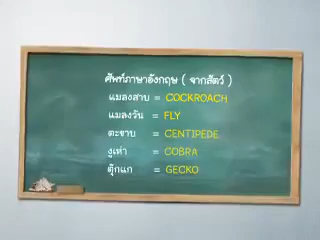 ศัพท์ภาษาอังกฤษ ( จากสัตว์ )
แมลงสาบ = COCKROACH
แมลงวัน = FLY
ตะขาบ = CENTIPEDE
งูเห่า = COBRA
ตุ๊กแก = GECKO